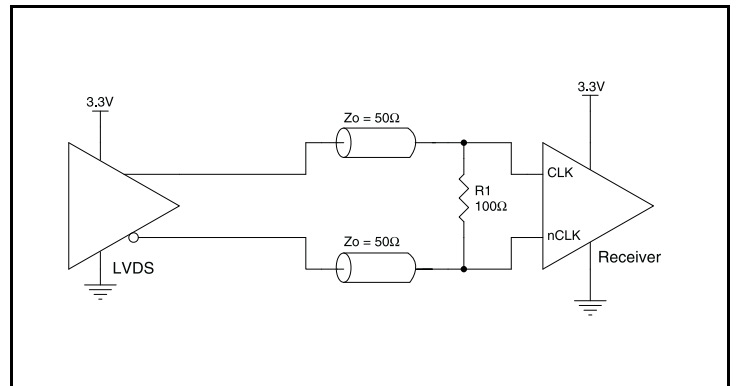 3.3V
Zo = 50Ω
3.3V
CLK
R1
100Ω
nCLK
Zo = 50Ω
LVDS
Receiver